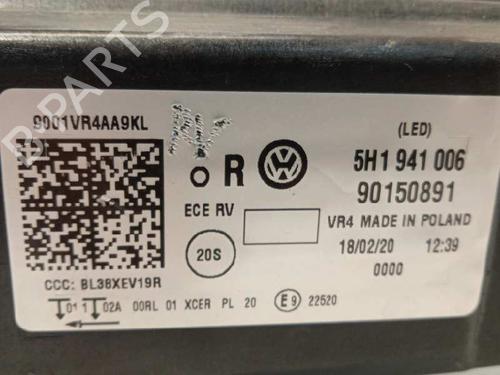 9001VR4AA9KL
R
(LED)
5H1 941 006
90150891
ECE RV
VR4 MADE IN POLAND
20S
18/02/20 12:39
0000
CCC: BL38XEV19R
01 1 02A 00RL 01 XCER PL 20 E9 22520
B-PARTS